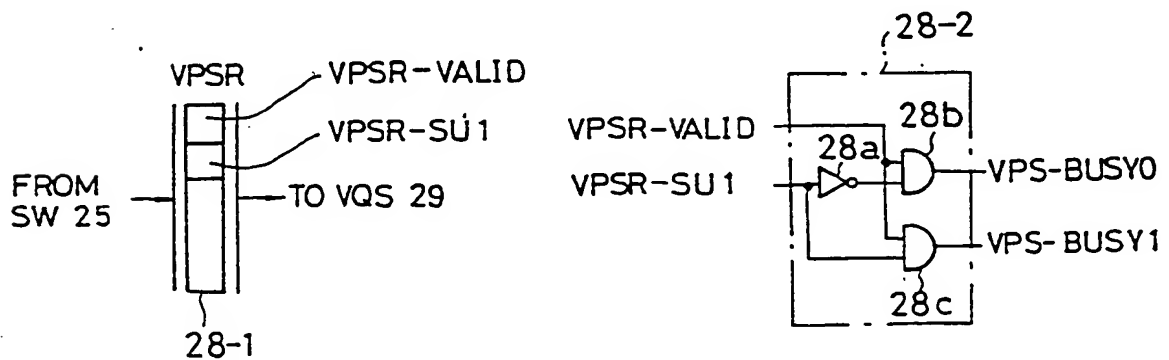 VPSR
VPSR-VALID
VPSR-SU1
FROM
SW 25
TO VQS 29
28-1
28-2
VPSR-VALID
28a
28b
VPS-BUSY0
VPSR-SU1
VPS-BUSY1
28c